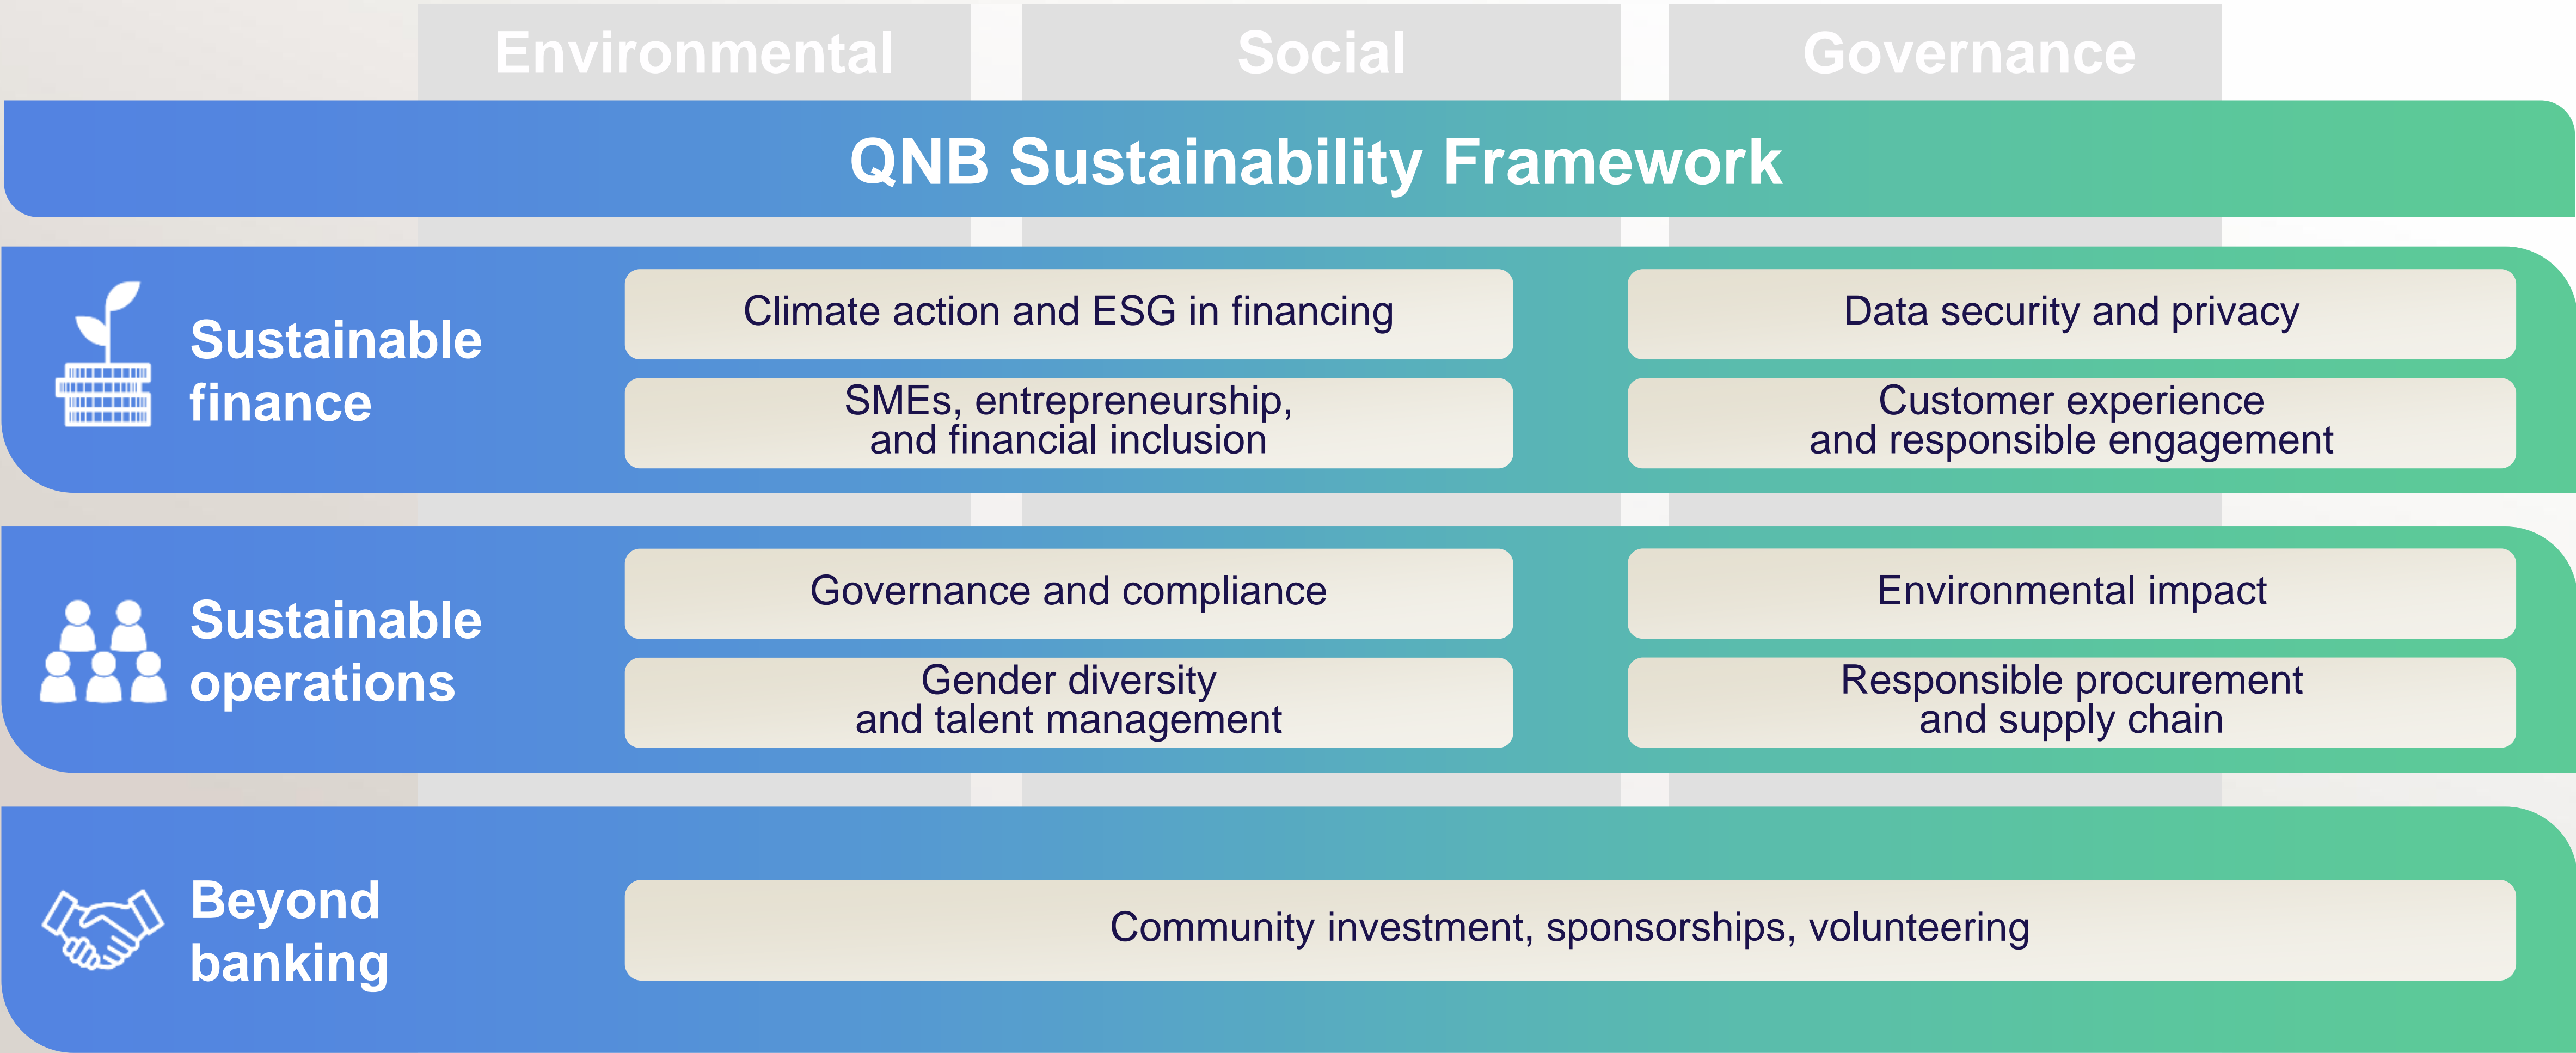 Environmental
Social
Governance
QNB Sustainability Framework
Sustainable
finance
Climate action and ESG in financing
Data security and privacy
SMEs, entrepreneurship,
and financial inclusion
Customer experience
and responsible engagement
Sustainable
operations
Governance and compliance
Environmental impact
Gender diversity
and talent management
Responsible procurement
and supply chain
Beyond
banking
Community investment, sponsorships, volunteering